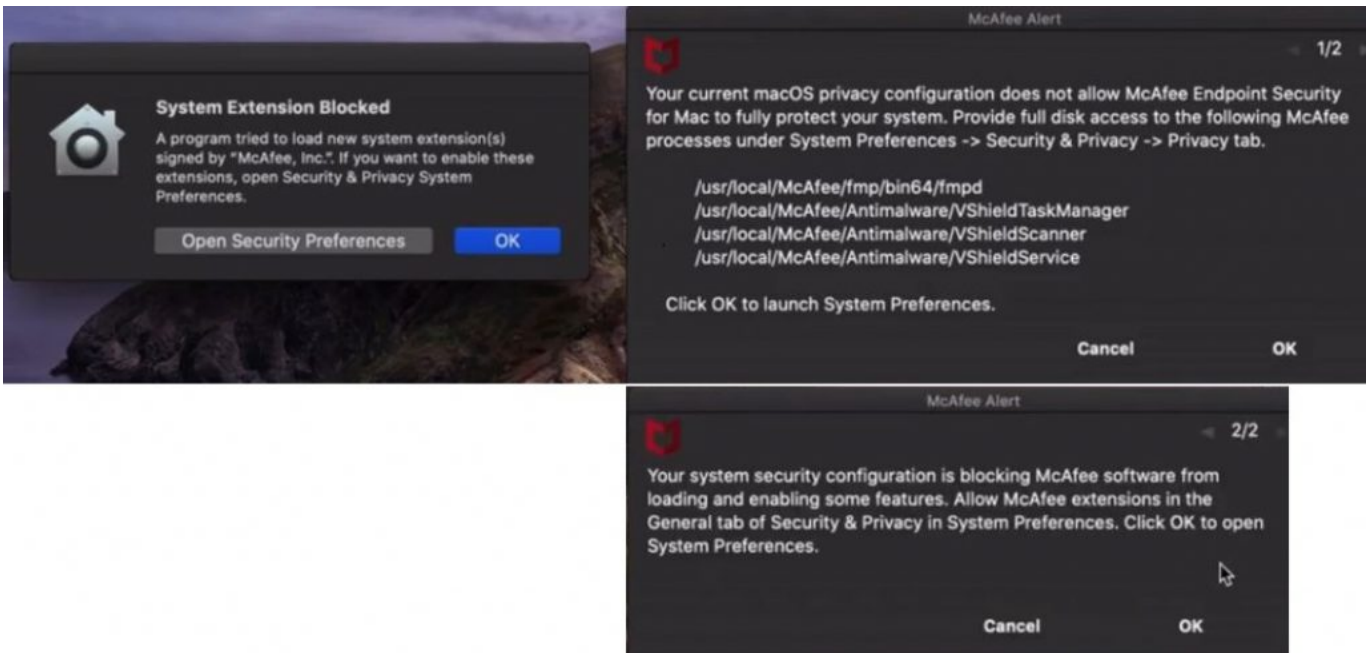 System Extension Blocked
A program tried to load new system extension(s)
signed by "McAfee, Inc.". If you want to enable these
extensions, open Security & Privacy System
Preferences.
Open Security Preferences
OK
McAfee Alert
1/2
Your current macOS privacy configuration does not allow McAfee Endpoint Security
for Mac to fully protect your system. Provide full disk access to the following McAfee
processes under System Preferences -> Security & Privacy -> Privacy tab.
/usr/local/McAfee/fmp/bin64/fmpd
/usr/local/McAfee/Antimalware/VShieldTaskManager
/usr/local/McAfee/Antimalware/VShieldScanner
/usr/local/McAfee/Antimalware/VShieldService
Click OK to launch System Preferences.
Cancel
OK
McAfee Alert
2/2
Your system security configuration is blocking McAfee software from
loading and enabling some features. Allow McAfee extensions in the
General tab of Security & Privacy in System Preferences. Click OK to open
System Preferences.
Cancel
OK